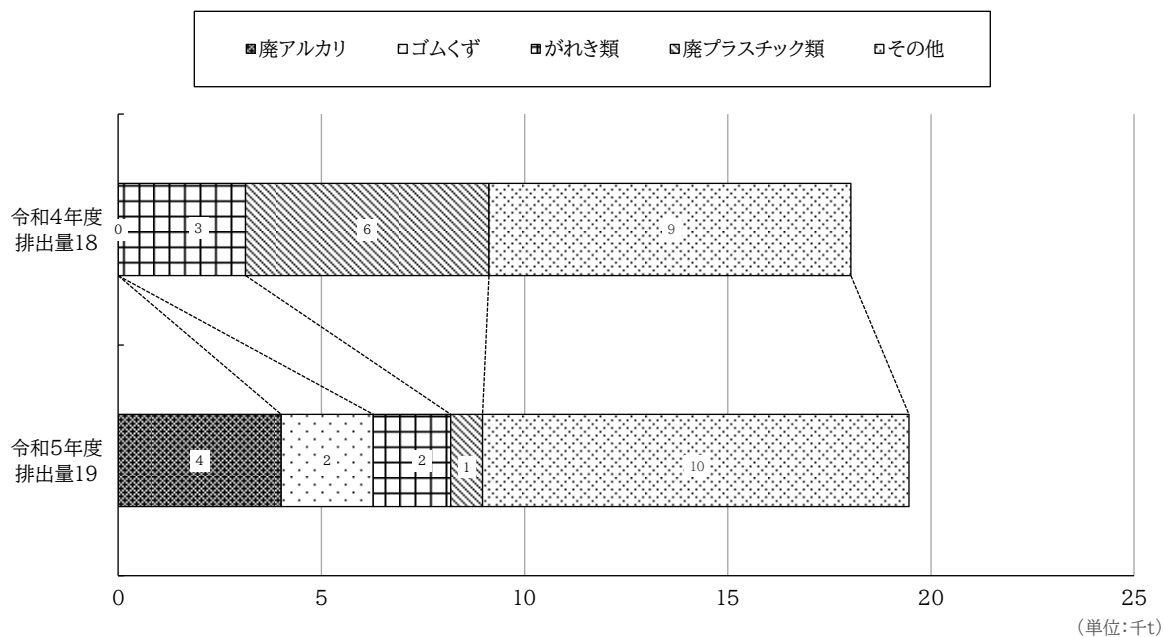 廃アルカリ ゴムくず がれき類 廃プラスチック類 その他
令和4年度
排出量18
0 3 6 9
令和5年度
排出量19
4 2 2 1 10
0 5 10 15 20 25
(単位:千t)